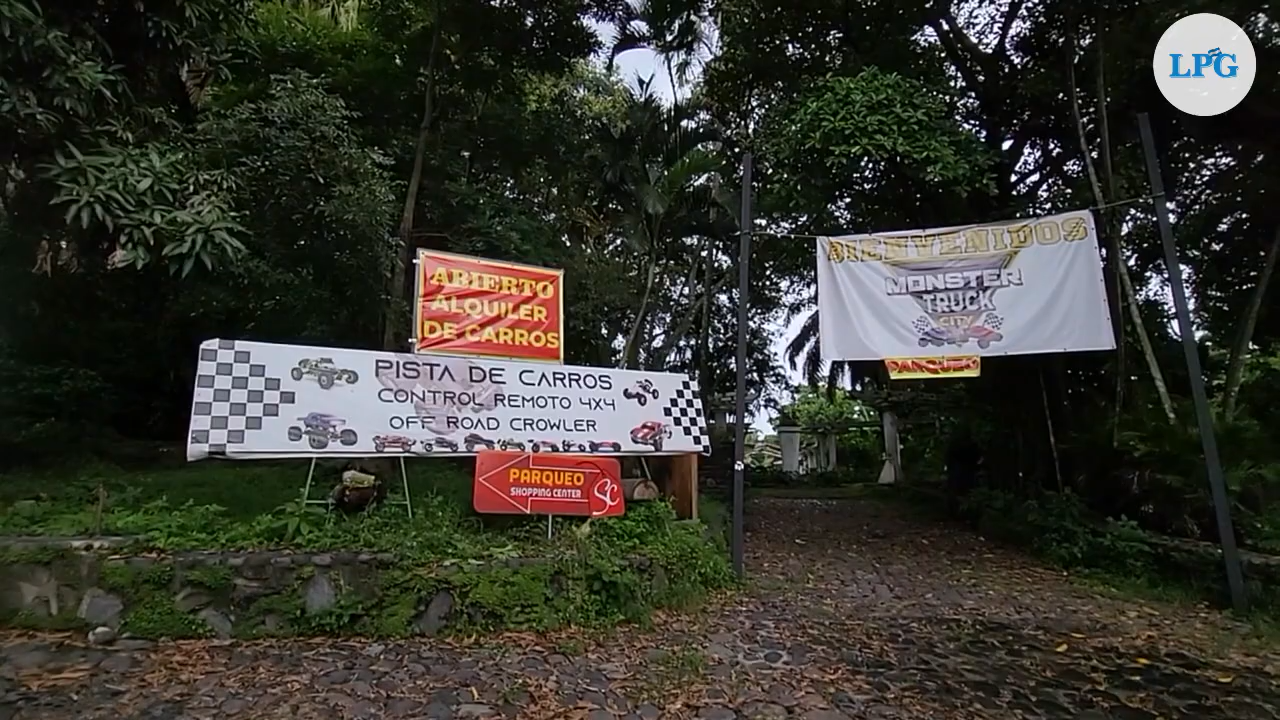 LPG
ABIERTO
ALQUILER
DE CARROS
PISTA DE CARROS
CONTROL REMOTO 4X4
OFF ROAD CROWLER
PARQUEO
SHOPPING CENTER
SC
BIENVENIDOS
MONSTER
TRUCK
CITY
PARQUEO